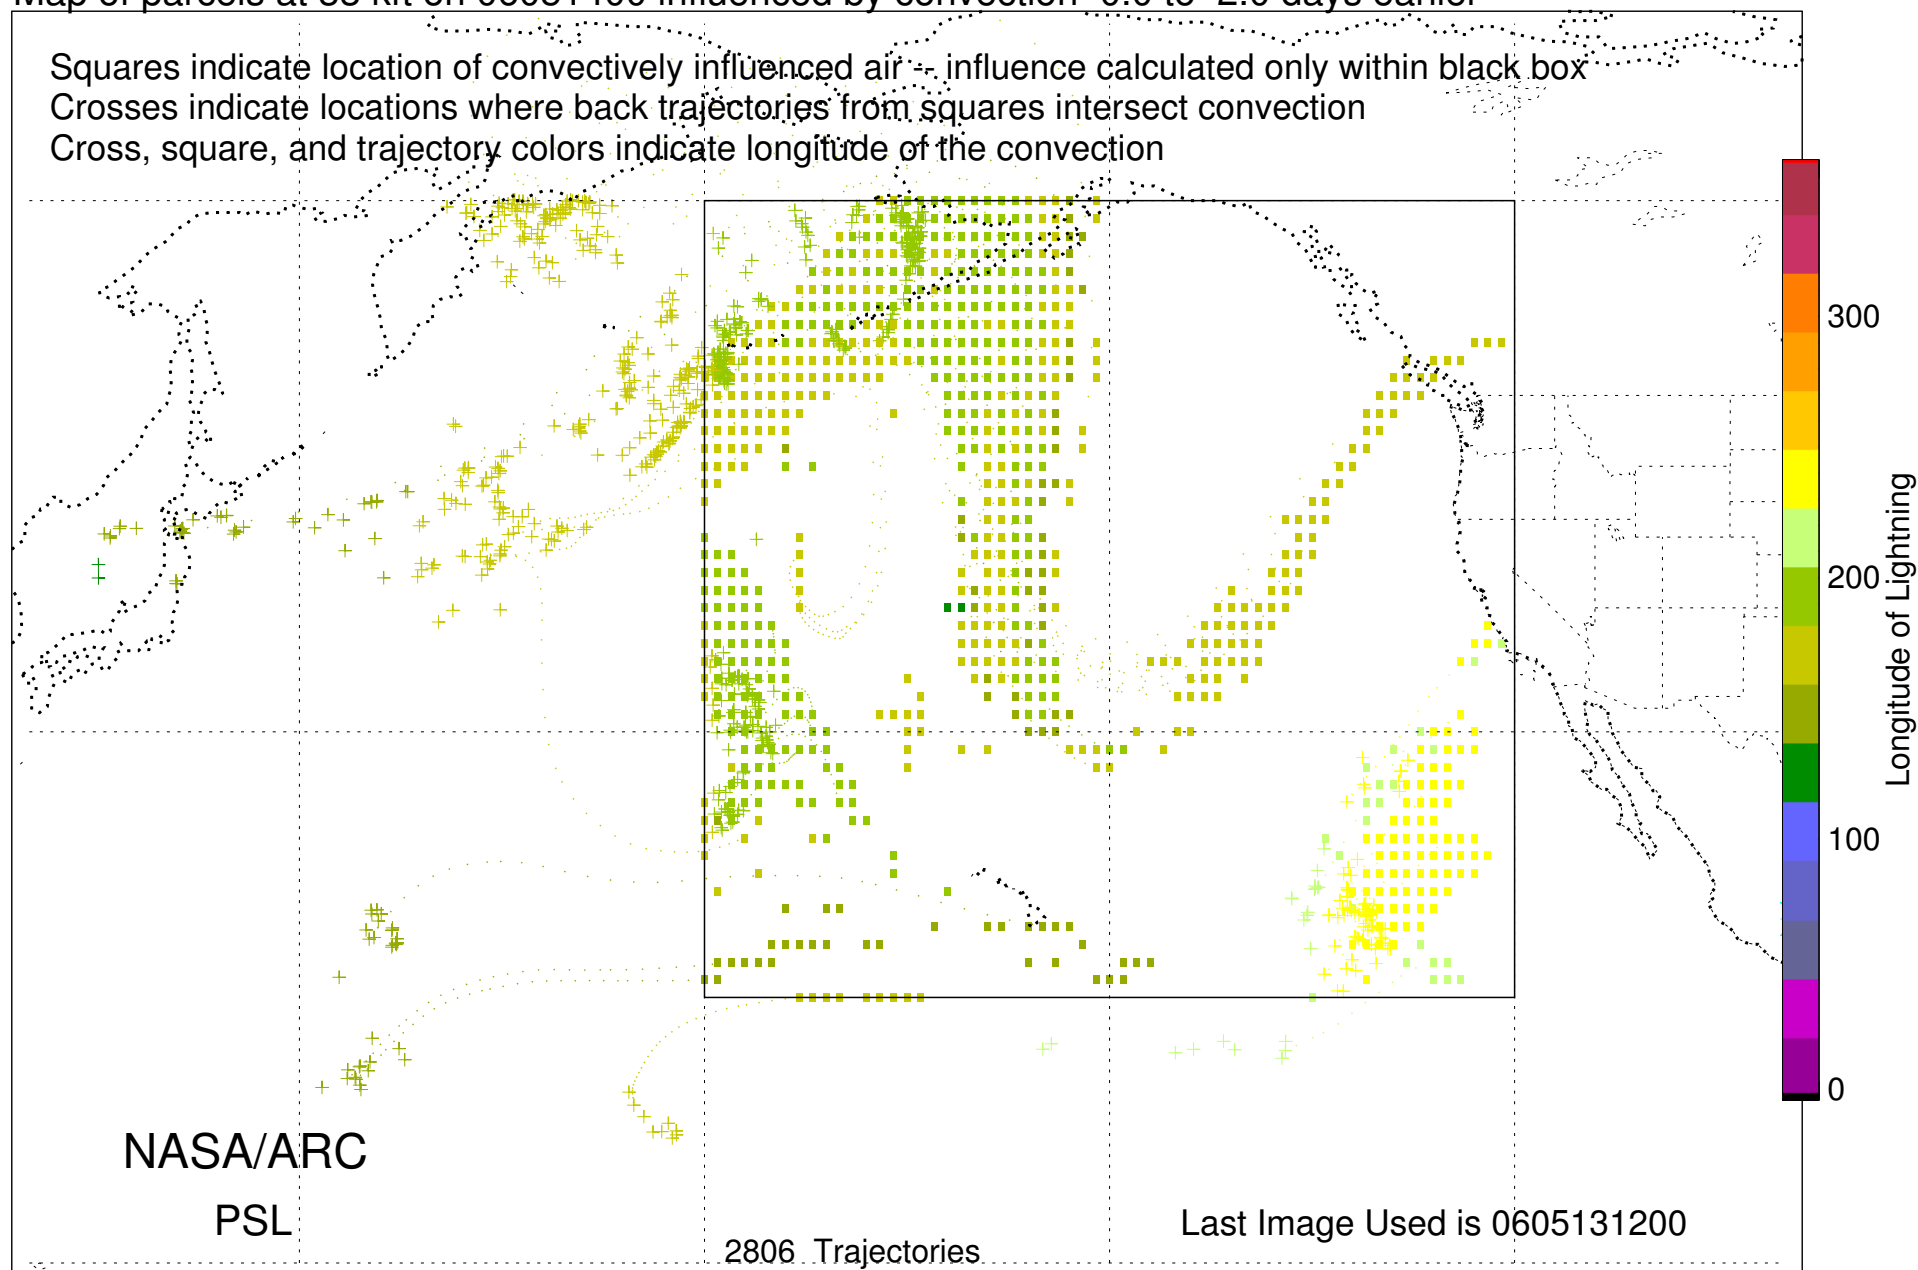 Squares indicate location of convectively influenced air -- influence calculated only within black box
Crosses indicate locations where back trajectories from squares intersect convection
Cross, square, and trajectory colors indicate longitude of the convection
300
200
100
0
Longitude of Lightning
NASA/ARC
PSL
Last Image Used is 0605131200
2806 Trajectories